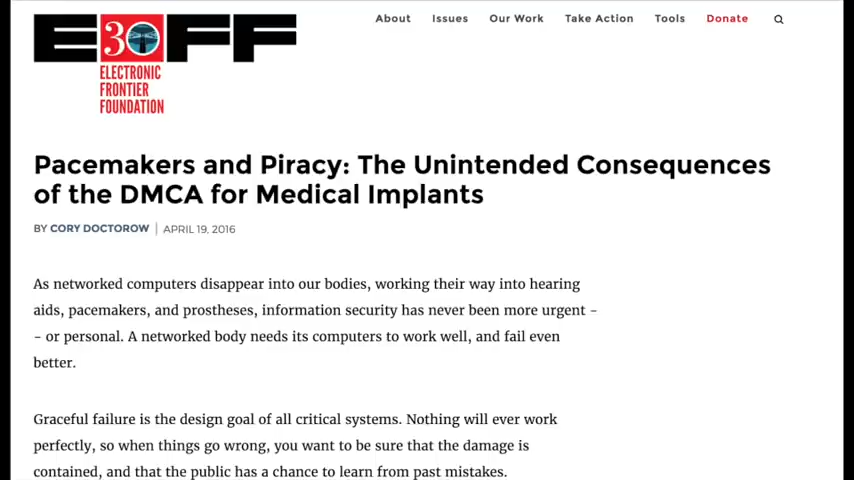 About Issues Our Work Take Action Tools Donate
E30FF
ELECTRONIC
FRONTIER
FOUNDATION
Pacemakers and Piracy: The Unintended Consequences
of the DMCA for Medical Implants
BY CORY DOCTOROW | APRIL 19, 2016
As networked computers disappear into our bodies, working their way into hearing
aids, pacemakers, and prostheses, information security has never been more urgent -
- or personal. A networked body needs its computers to work well, and fail even
better.
Graceful failure is the design goal of all critical systems. Nothing will ever work
perfectly, so when things go wrong, you want to be sure that the damage is
contained, and that the public has a chance to learn from past mistakes.